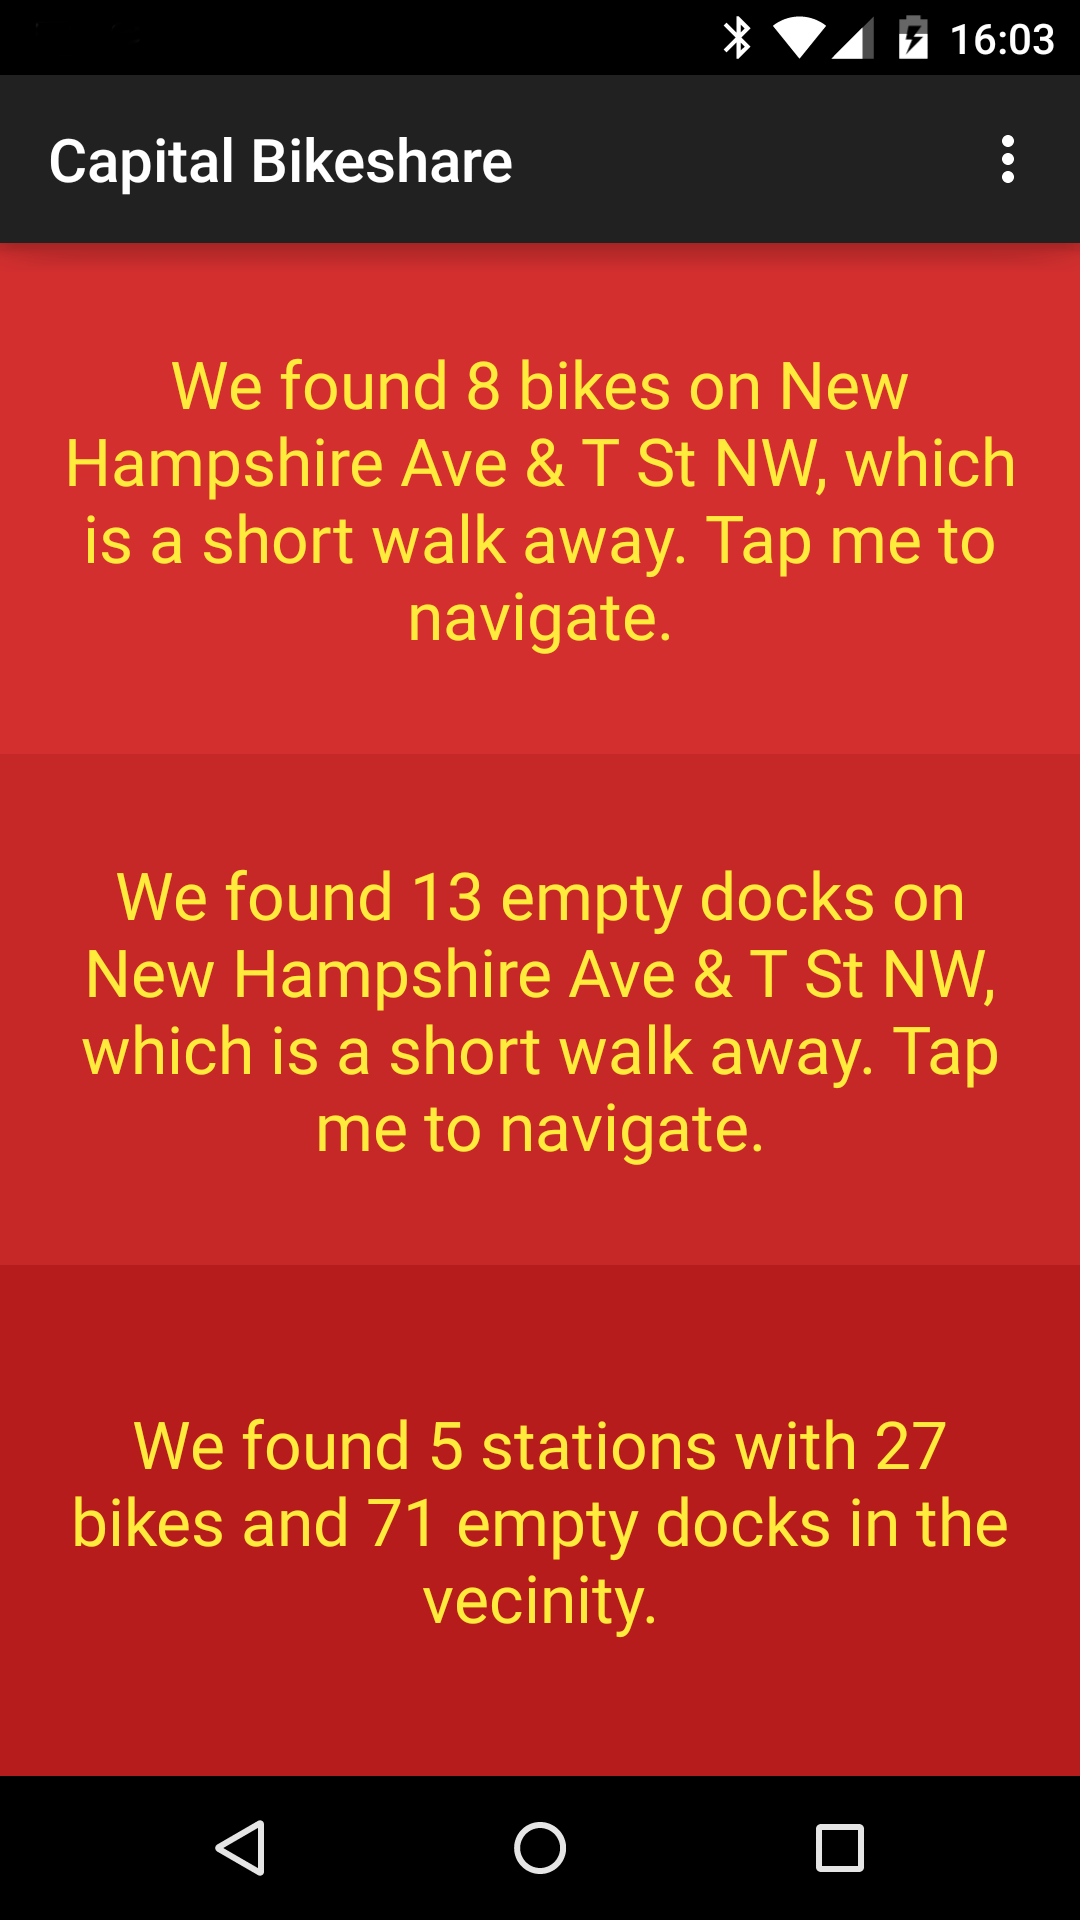 16:03
Capital Bikeshare
We found 8 bikes on New
Hampshire Ave & T St NW, which
is a short walk away. Tap me to
navigate.
We found 13 empty docks on
New Hampshire Ave & T St NW,
which is a short walk away. Tap
me to navigate.
We found 5 stations with 27
bikes and 71 empty docks in the
vecinity.